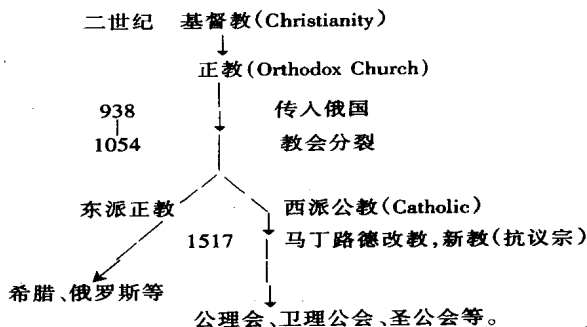 二世纪 基督教(Christianity)
正教(Orthodox Church)
938 传入俄国
1054 教会分裂
东派正教 西派公教(Catholic)
1517 马丁路德改教,新教(抗议宗)
希腊、俄罗斯等
公理会、卫理公会、圣公会等。